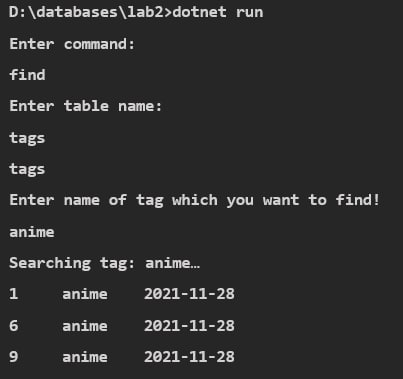 D:\databases\lab2>dotnet run
Enter command:
find
Enter table name:
tags
tags
Enter name of tag which you want to find!
anime
Searching tag: anime…
1 anime 2021-11-28
6 anime 2021-11-28
9 anime 2021-11-28